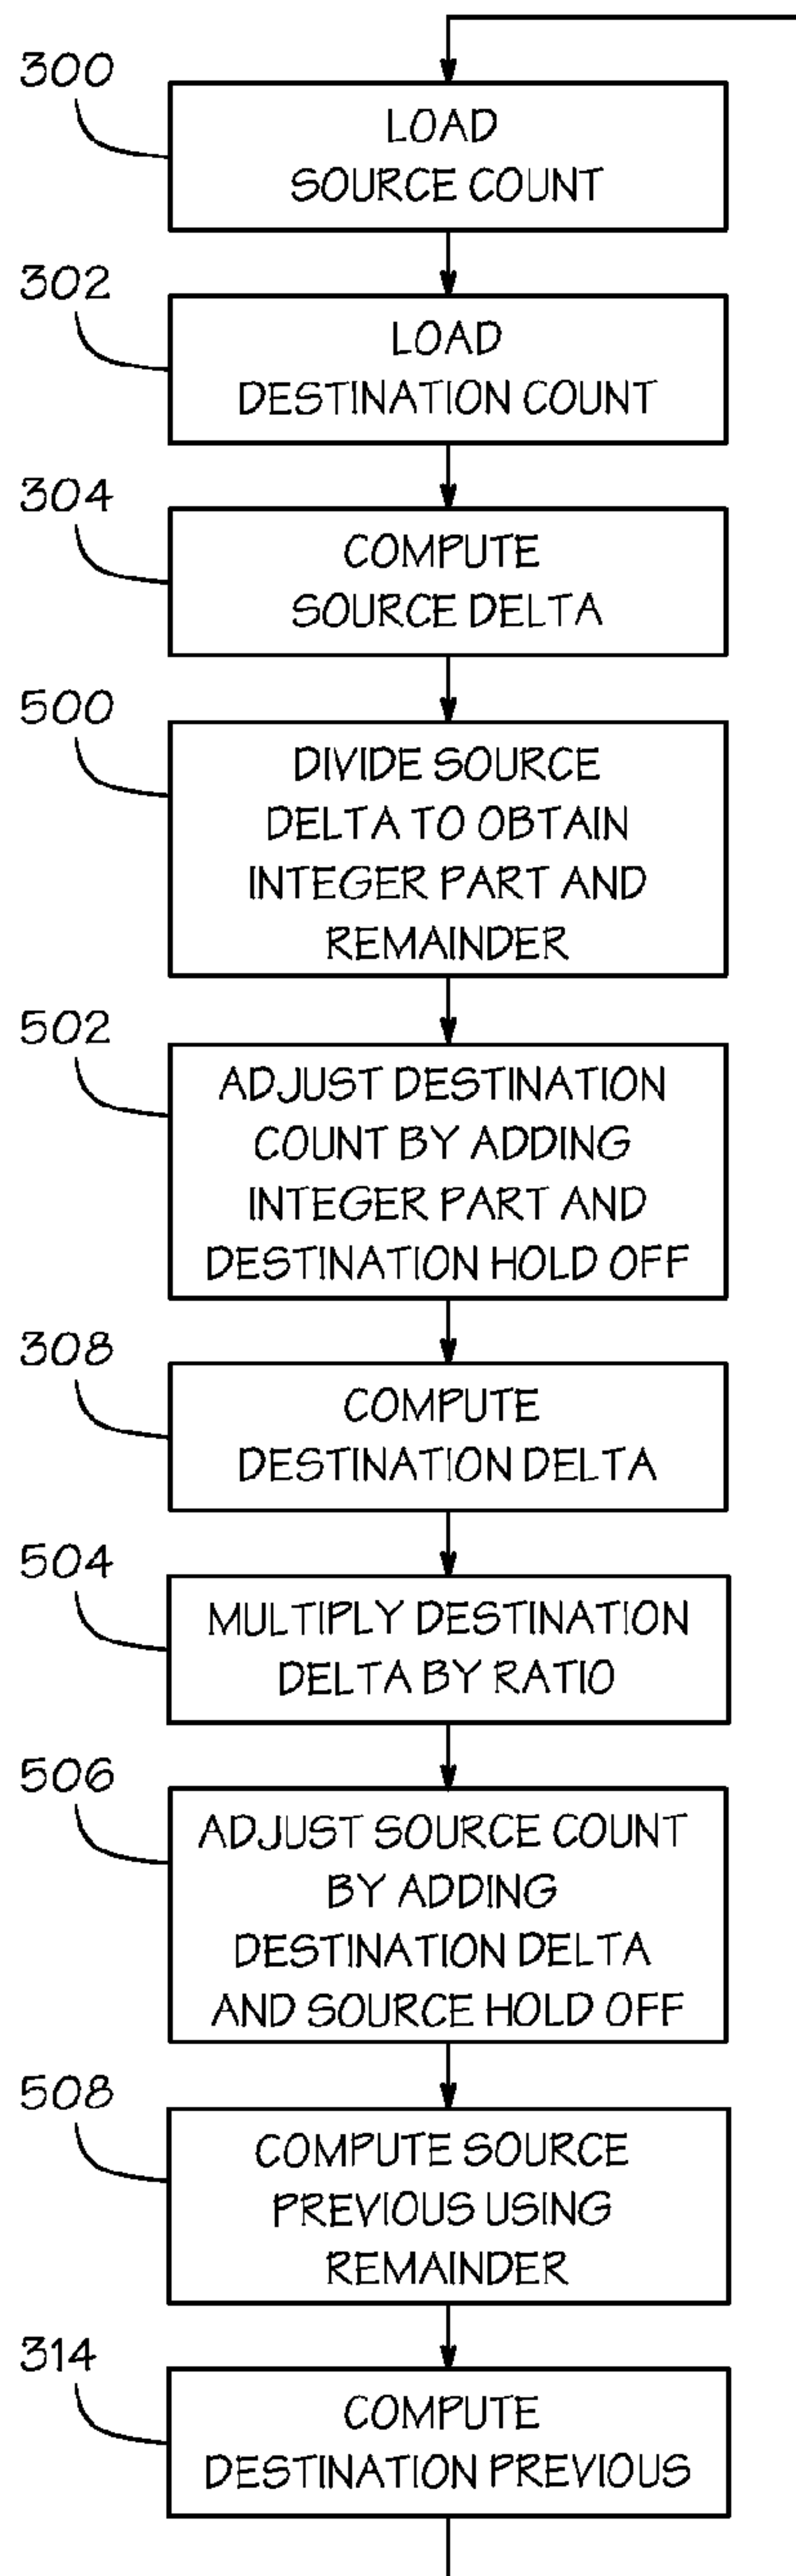 300
LOAD
SOURCE COUNT
302
LOAD
DESTINATION COUNT
304
COMPUTE
SOURCE DELTA
500
DIVIDE SOURCE
DELTA TO OBTAIN
INTEGER PART AND
REMAINDER
502
ADJUST DESTINATION
COUNT BY ADDING
INTEGER PART AND
DESTINATION HOLD OFF
308
COMPUTE
DESTINATION DELTA
504
MULTIPLY DESTINATION
DELTA BY RATIO
506
ADJUST SOURCE COUNT
BY ADDING
DESTINATION DELTA
AND SOURCE HOLD OFF
508
COMPUTE SOURCE
PREVIOUS USING
REMAINDER
314
COMPUTE
DESTINATION PREVIOUS